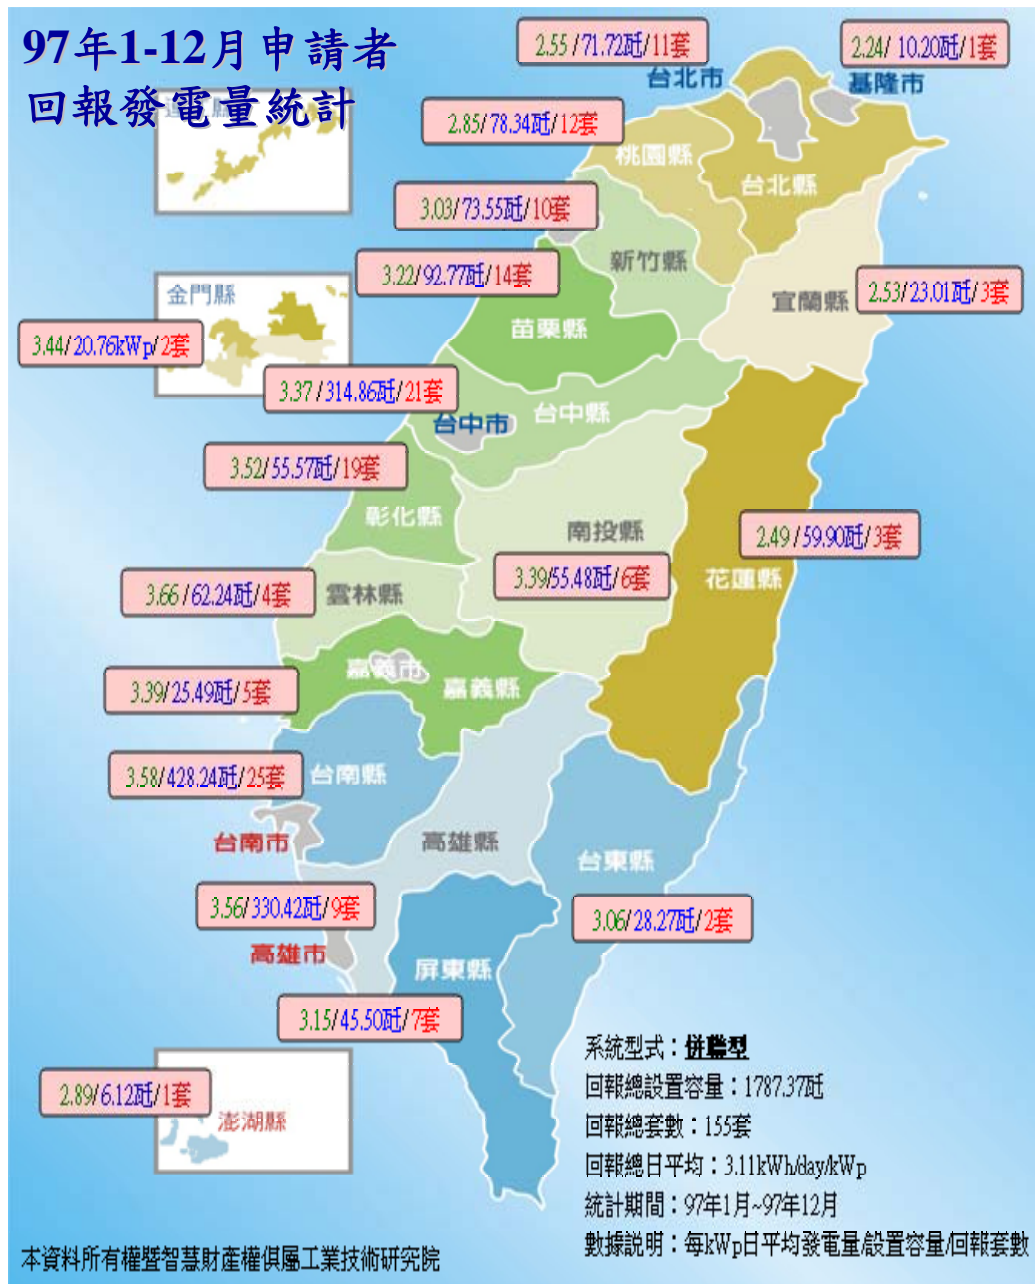 97年1-12月申請者
回報發電量統計
2.55/71.72瓩/11套
2.24/ 10.20瓩/1套
台北市
基隆市
2.85/78.34瓩/12套
桃園縣
台北縣
3.03/73.55瓩/10套
新竹縣
3.22/92.77瓩/14套
金門縣
宜蘭縣
2.53/23.01瓩/3套
苗栗縣
3.44/20.76kWp/2套
3.37 /314.86瓩/21套
台中市
台中縣
3.52/55.57瓩/19套
彰化縣
南投縣
2.49 /59.90瓩/3套
3.39/55.48瓩/6套
花蓮縣
3.66/62.24瓩/4套
雲林縣
嘉義市
嘉義縣
3.39/25.49瓩/5套
3.58/428.24瓩/25套
台南縣
台南市
高雄縣
台東縣
3.56/330.42瓩/9套
3.06/28.27瓩/2套
高雄市
屏東縣
3.15/45.50瓩/7套
2.89/6.12瓩/1套
澎湖縣
系統型式：併聯型
回報總設置容量：1787.37瓩
回報總套數：155套
回報總日平均：3.11kWh/day/kWp
統計期間：97年1月~97年12月
數據說明：每kWp日平均發電量/設置容量/回報套數
本資料所有權暨智慧財產權俱屬工業技術研究院